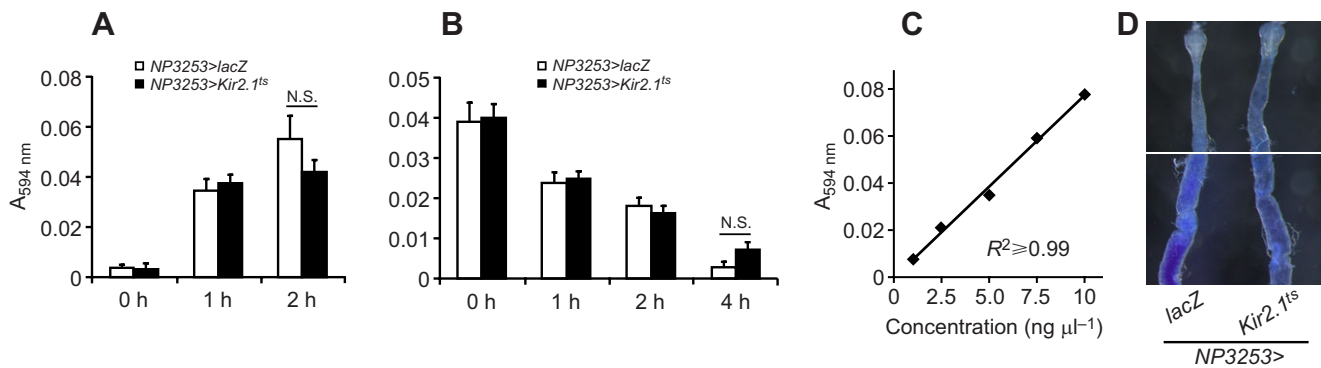 A
NP3253>lacZ
NP3253>Kir2.1ts
0.08
0.06
0.04
0.02
0
A594 nm
N.S.
0 h 1 h 2 h
B
NP3253>lacZ
NP3253>Kir2.1ts
0.05
0.04
0.03
0.02
0.01
0
N.S.
0 h 1 h 2 h 4 h
C
0.08
0.06
0.04
0.02
0
A594 nm
R2⩾0.99
0 2.5 5.0 7.5 10
Concentration (ng μl–1)
D
lacZ
Kir2.1ts
NP3253>